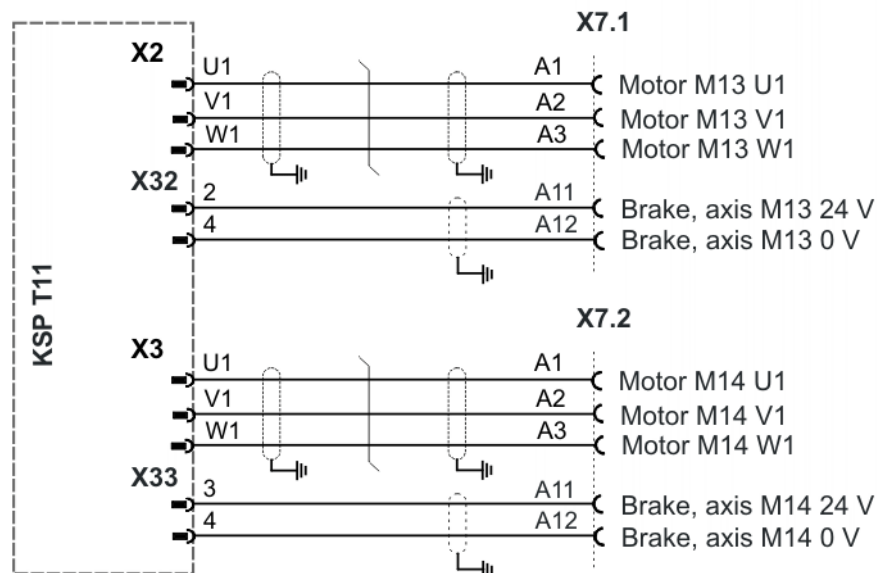 X7.1
X2
U1 A1 Motor M13 U1
V1 A2 Motor M13 V1
W1 A3 Motor M13 W1
X32
2 A11 Brake, axis M13 24 V
4 A12 Brake, axis M13 0 V
KSP T11
X7.2
X3
U1 A1 Motor M14 U1
V1 A2 Motor M14 V1
W1 A3 Motor M14 W1
X33
3 A11 Brake, axis M14 24 V
4 A12 Brake, axis M14 0 V